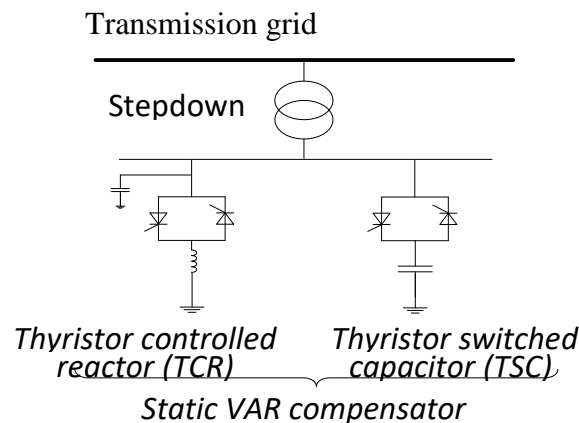 Transmission grid
Stepdown
Thyristor controlled
reactor (TCR)
Thyristor switched
capacitor (TSC)
Static VAR compensator